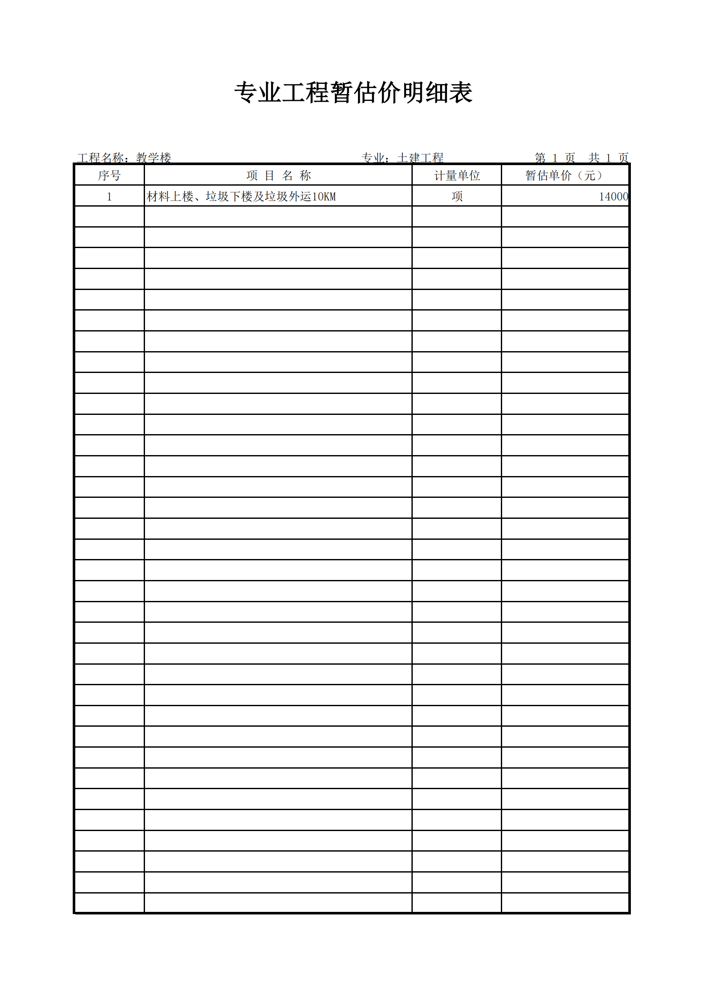 专业工程暂估价明细表
工程名称：教学楼 专业：土建工程 第 1 页 共 1 页
序号 项 目 名 称 计量单位 暂估单价（元）
1 材料上楼、垃圾下楼及垃圾外运10KM 项 14000